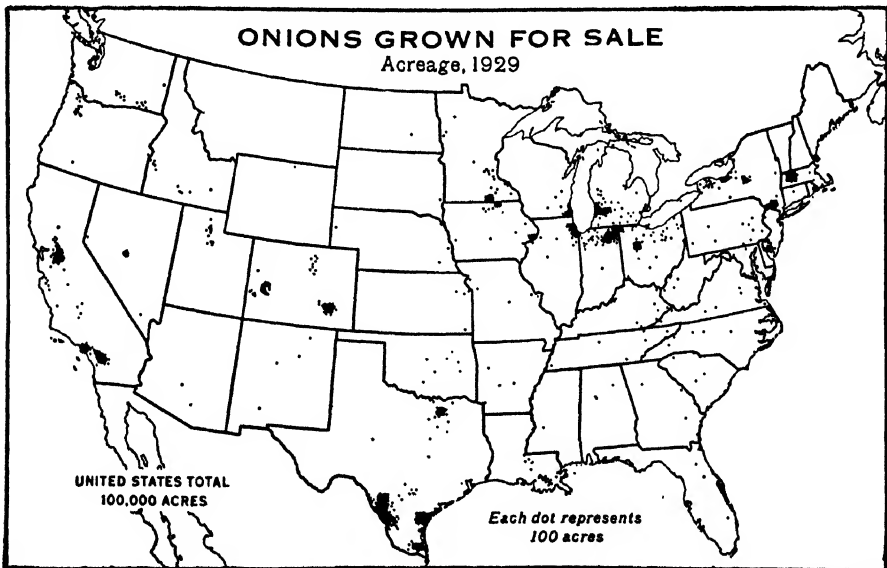 ONIONS GROWN FOR SALE
Acreage, 1929
UNITED STATES TOTAL
100,000 ACRES
Each dot represents
100 acres